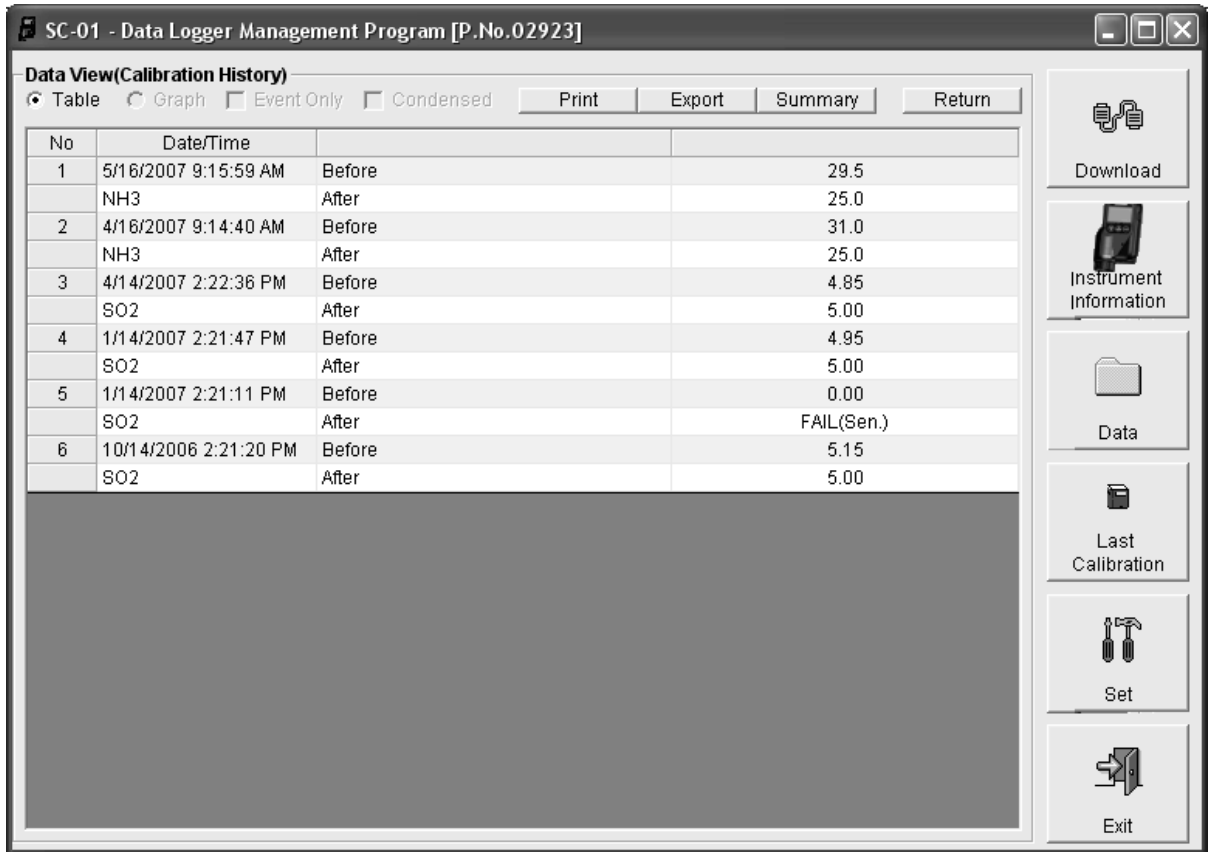 SC-01 - Data Logger Management Program [P.No.02923]
Data View(Calibration History)
Table Graph Event Only Condensed Print Export Summary Return
No Date/Time
1 5/16/2007 9:15:59 AM Before 29.5
NH3 After 25.0
2 4/16/2007 9:14:40 AM Before 31.0
NH3 After 25.0
3 4/14/2007 2:22:36 PM Before 4.85
SO2 After 5.00
4 1/14/2007 2:21:47 PM Before 4.95
SO2 After 5.00
5 1/14/2007 2:21:11 PM Before 0.00
SO2 After FAIL(Sen.)
6 10/14/2006 2:21:20 PM Before 5.15
SO2 After 5.00
Download
Instrument
Information
Data
Last
Calibration
Set
Exit